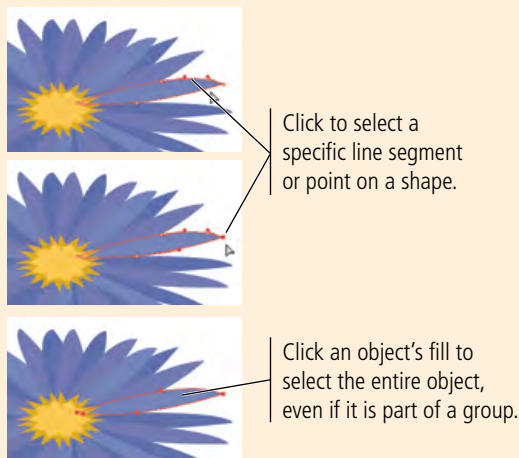 Click to select a
specific line segment
or point on a shape.
Click an object's fill to
select the entire object,
even if it is part of a group.